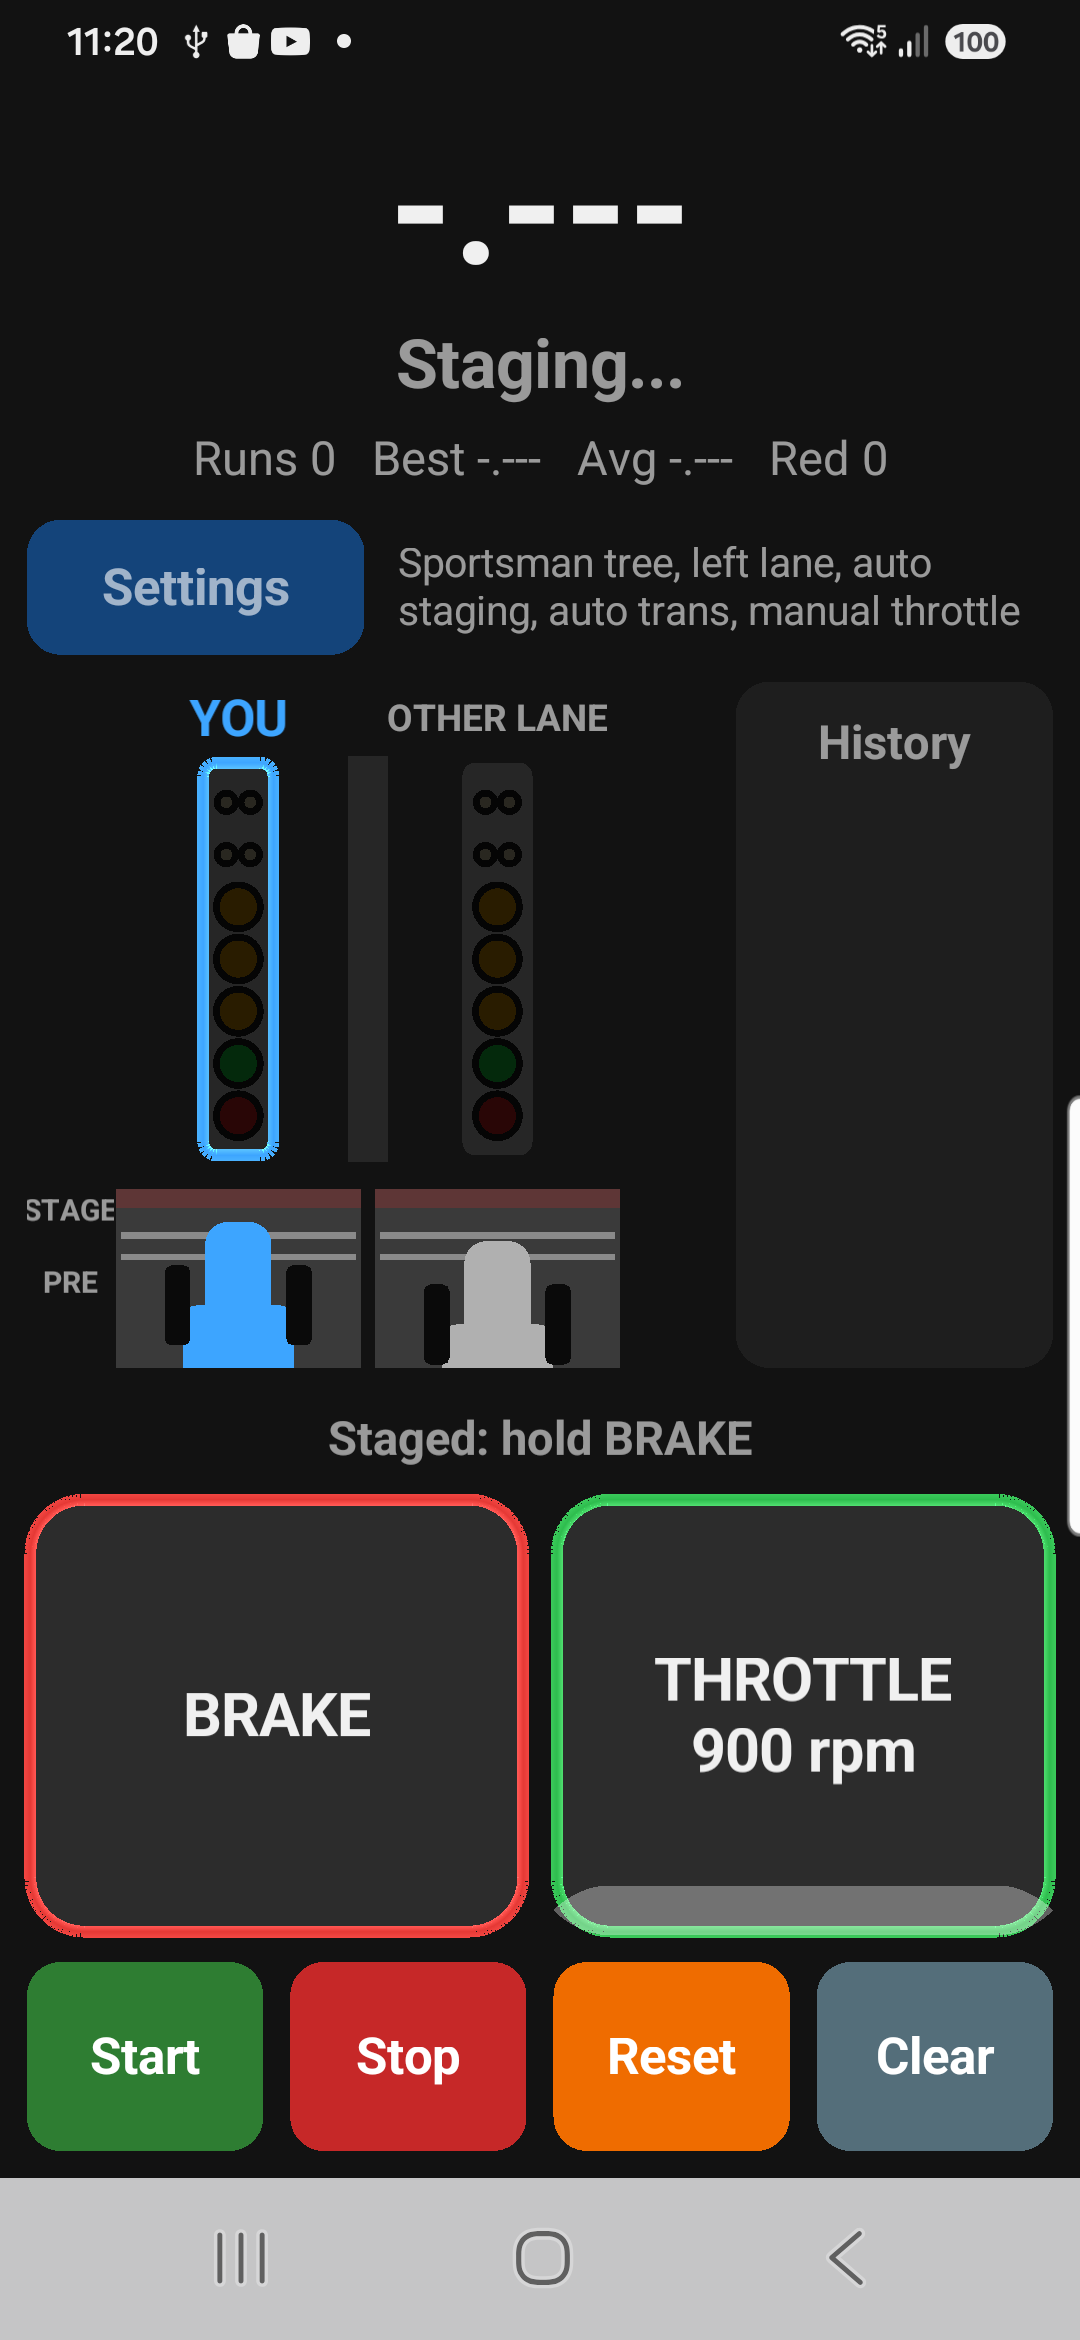 11:20
5
100
-.---
Staging...
Runs 0 Best -.--- Avg -.--- Red 0
Settings
Sportsman tree, left lane, auto
staging, auto trans, manual throttle
YOU
OTHER LANE
History
STAGE
PRE
Staged: hold BRAKE
BRAKE
THROTTLE
900 rpm
Start
Stop
Reset
Clear